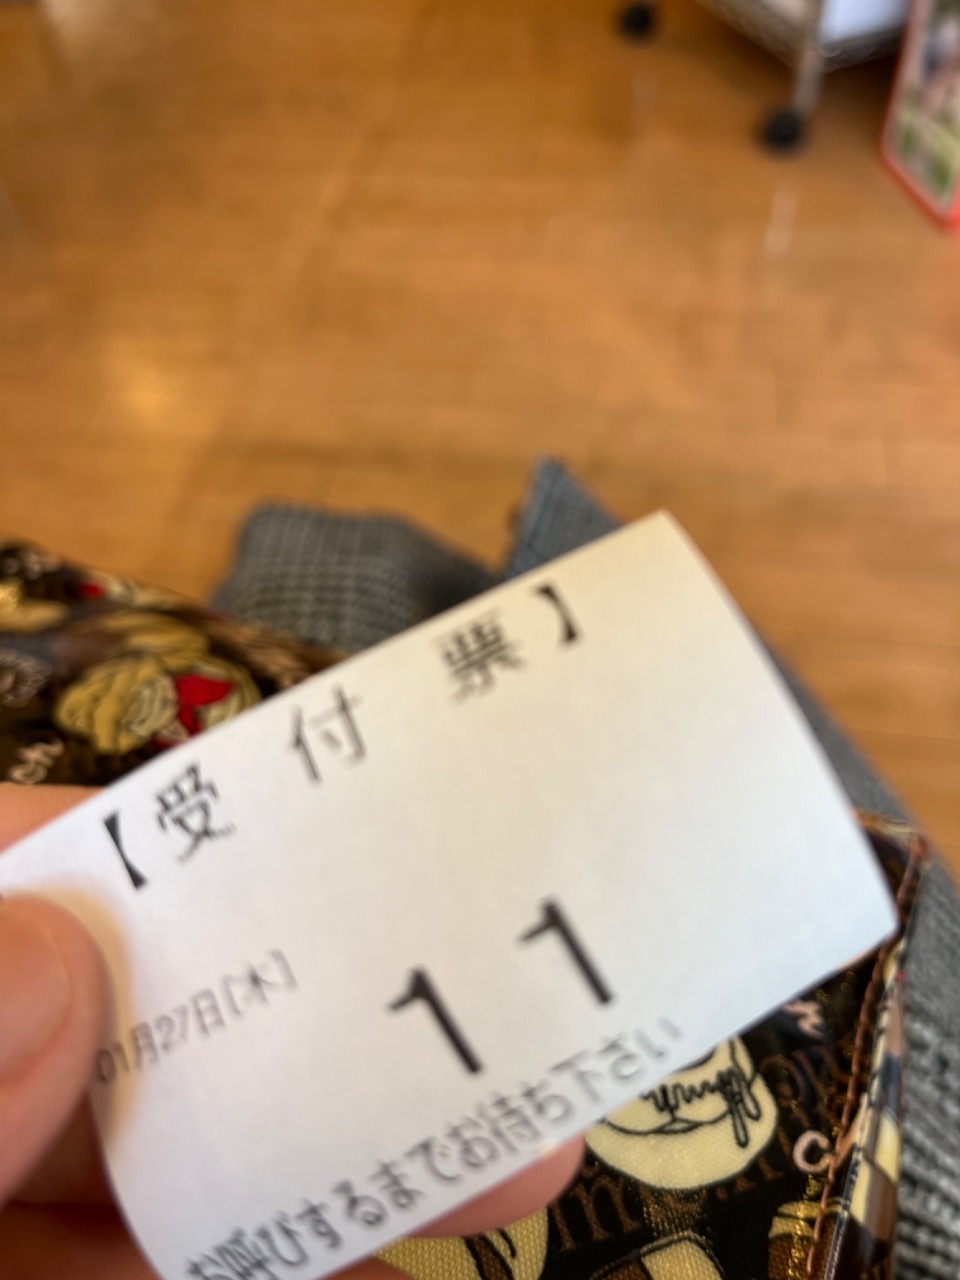 【受 付 票】
01月27日[木]
11
お呼びするまでお待ち下さい